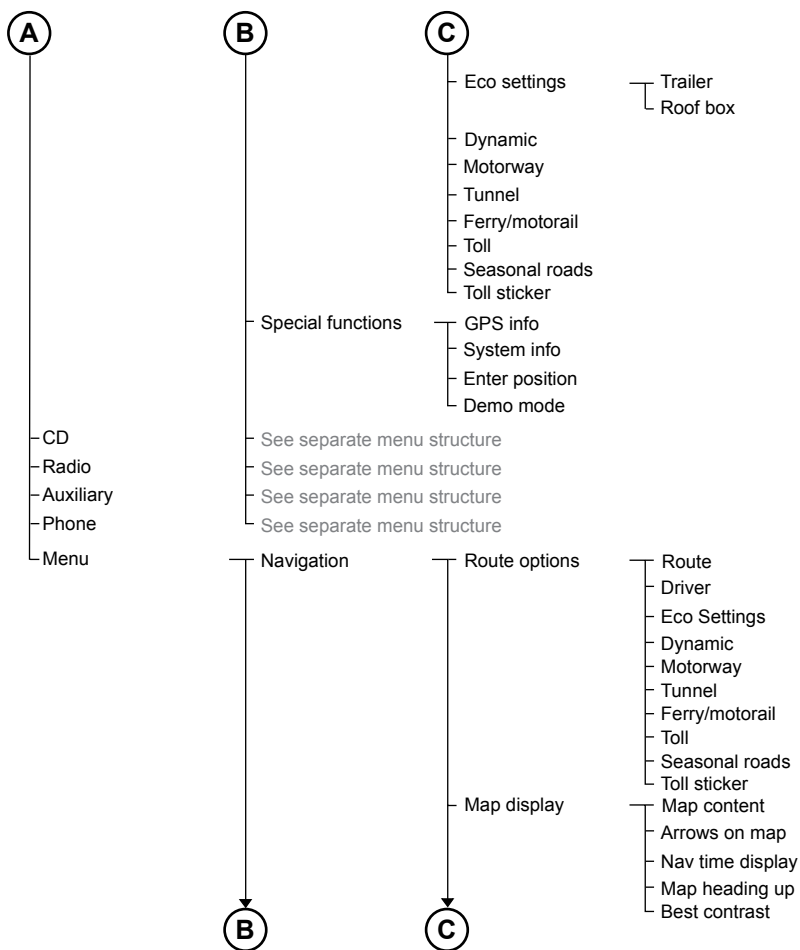 A
B
C
Eco settings
Trailer
Roof box
Dynamic
Motorway
Tunnel
Ferry/motorail
Toll
Seasonal roads
Toll sticker
Special functions
GPS info
System info
Enter position
Demo mode
CD
See separate menu structure
Radio
See separate menu structure
Auxiliary
See separate menu structure
Phone
See separate menu structure
Menu
Navigation
Route options
Route
Driver
Eco Settings
Dynamic
Motorway
Tunnel
Ferry/motorail
Toll
Seasonal roads
Toll sticker
Map display
Map content
Arrows on map
Nav time display
Map heading up
Best contrast
B
C